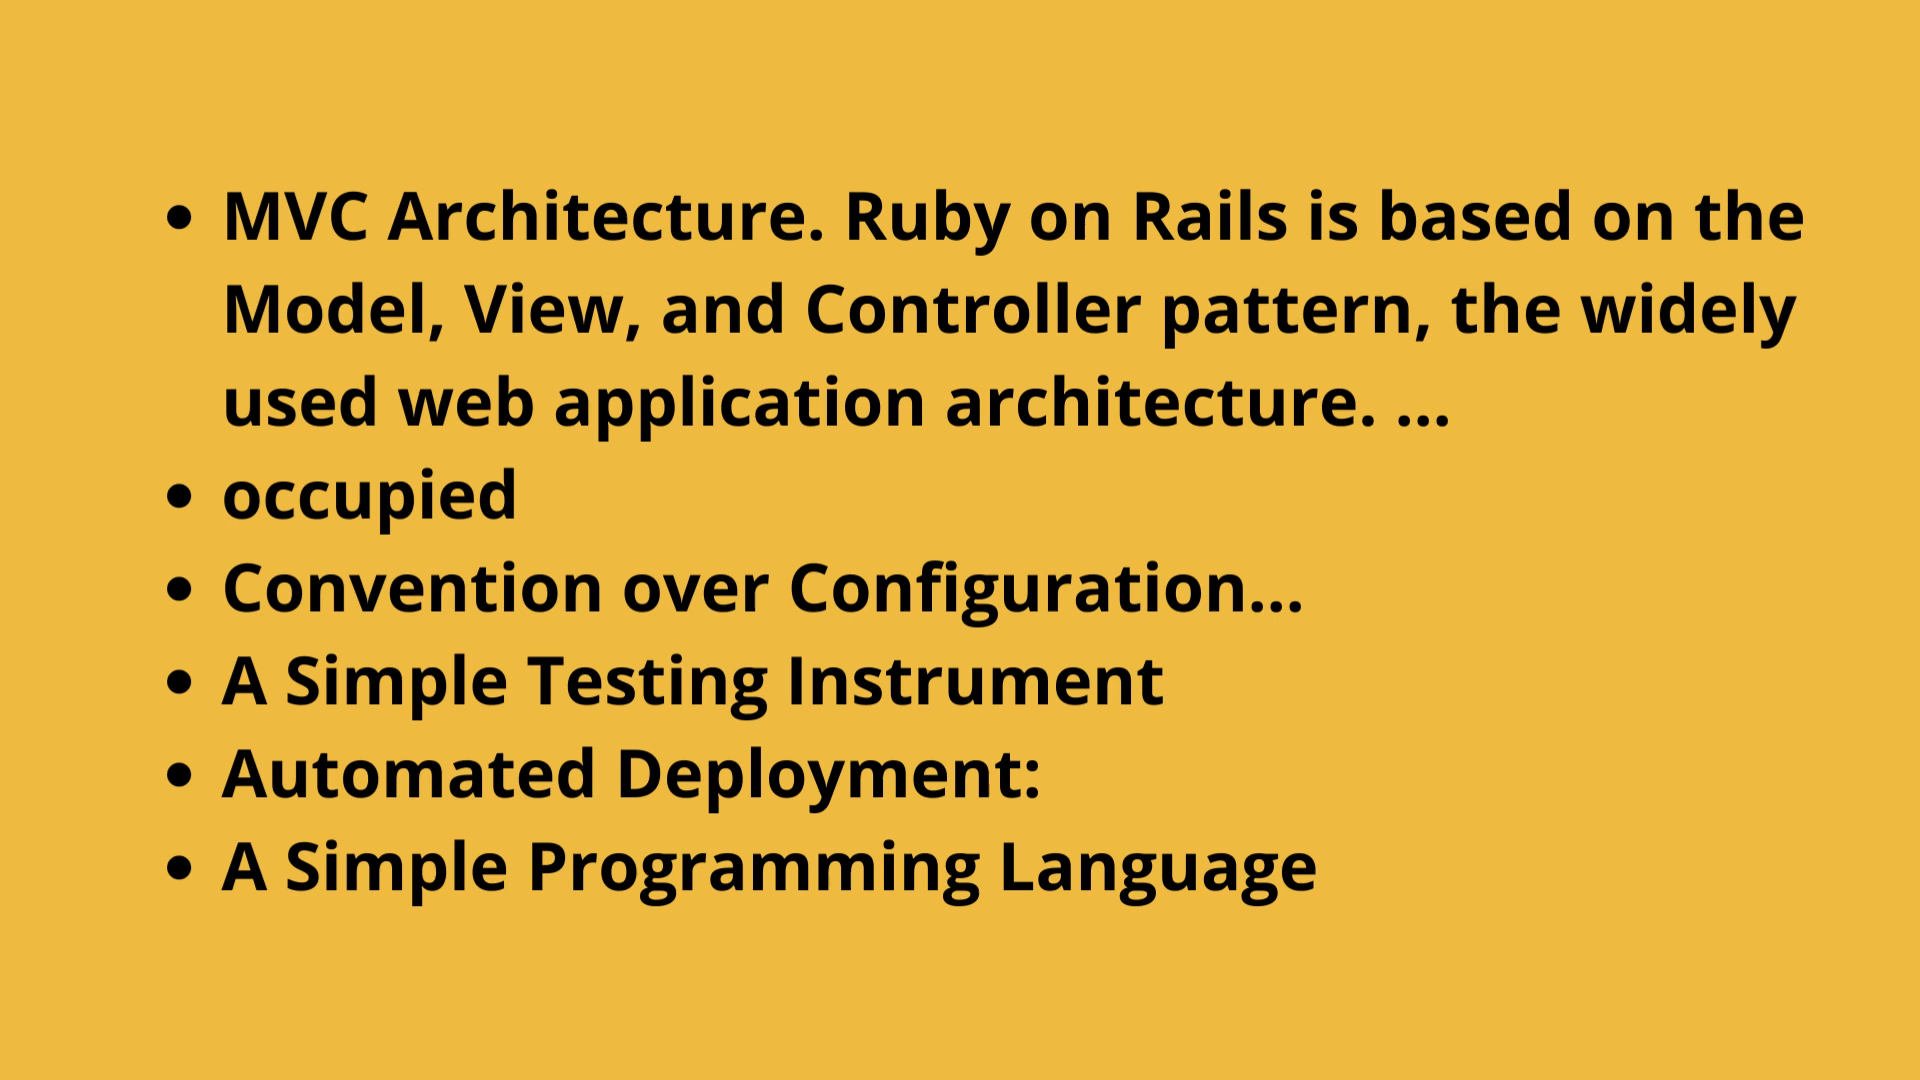 • MVC Architecture. Ruby on Rails is based on the
Model, View, and Controller pattern, the widely
used web application architecture. ...
• occupied
• Convention over Configuration...
• A Simple Testing Instrument
• Automated Deployment:
• A Simple Programming Language